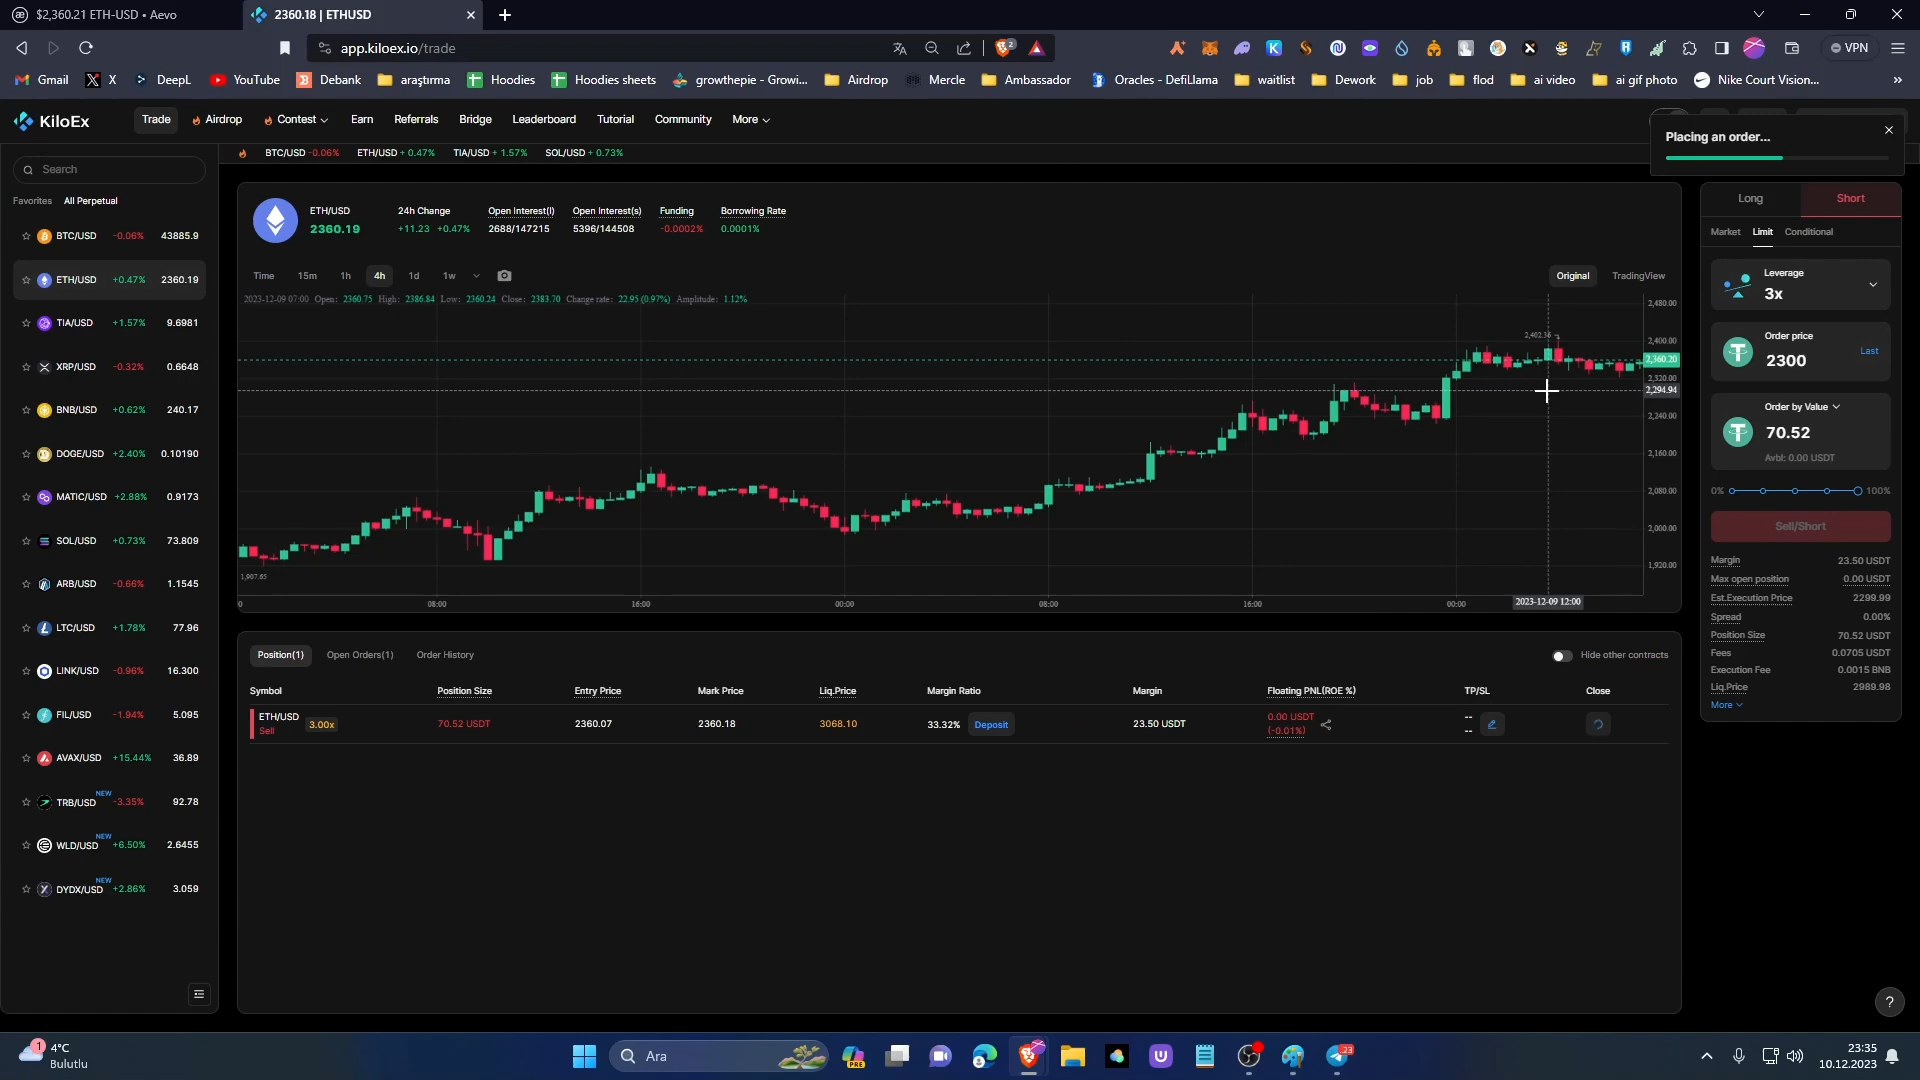 $2,360.21 ETH-USD • Aevo
2360.18 | ETHUSD
app.kiloex.io/trade
VPN
Gmail
X
DeepL
YouTube
Debank
araştırma
Hoodies
Hoodies sheets
growthepie - Growi...
Airdrop
Mercle
Ambassador
Oracles - DefiLlama
waitlist
Dework
job
flod
ai video
ai gif photo
Nike Court Vision...
KiloEx
Trade
Airdrop
Contest
Earn
Referrals
Bridge
Leaderboard
Tutorial
Community
More
Placing an order...
BTC/USD -0.06%
ETH/USD + 0.47%
TIA/USD + 1.57%
SOL/USD + 0.73%
Search
Favorites All Perpetual
BTC/USD -0.06% 43885.9
ETH/USD +0.47% 2360.19
TIA/USD +1.57% 9.6981
XRP/USD -0.32% 0.6648
BNB/USD +0.62% 240.17
DOGE/USD +2.40% 0.10190
MATIC/USD +2.88% 0.9173
SOL/USD +0.73% 73.809
ARB/USD -0.66% 1.1545
LTC/USD +1.78% 77.96
LINK/USD -0.96% 16.300
FIL/USD -1.94% 5.095
AVAX/USD +15.44% 36.89
NEW
TRB/USD -3.35% 92.78
NEW
WLD/USD +6.50% 2.6455
NEW
DYDX/USD +2.86% 3.059
ETH/USD 24h Change Open Interest(l) Open Interest(s) Funding Borrowing Rate
2360.19 +11.23 +0.47% 2688/147215 5396/144508 -0.0002% 0.0001%
Time 15m 1h 4h 1d 1w
Original TradingView
2023-12-09 07:00 Open: 2360.75 High: 2386.84 Low: 2360.24 Close: 2383.70 Change rate: 22.95 (0.97%) Amplitude: 1.12%
2,480.00
2,402.36
2,400.00
2,360.20
2,320.00
2,294.94
2,240.00
2,160.00
2,080.00
2,000.00
1,920.00
1,907.65
0 08:00 16:00 00:00 08:00 16:00 00:00 2023-12-09 12:00
Position(1) Open Orders(1) Order History
Hide other contracts
Symbol Position Size Entry Price Mark Price Liq.Price Margin Ratio Margin Floating PNL(ROE %) TP/SL Close
ETH/USD 3.00x 70.52 USDT 2360.07 2360.18 3068.10 33.32% Deposit 23.50 USDT 0.00 USDT --
Sell (-0.01%) --
Long Short
Market Limit Conditional
Leverage
3x
Order price
2300 Last
Order by Value
70.52
Avbl: 0.00 USDT
0% 100%
Sell/Short
Margin 23.50 USDT
Max open position 0.00 USDT
Est.Execution Price 2299.99
Spread 0.00%
Position Size 70.52 USDT
Fees 0.0705 USDT
Execution Fee 0.0015 BNB
Liq.Price 2989.98
More
?
1
4°C
Bulutlu
Ara
PRE
23
23:35
10.12.2023